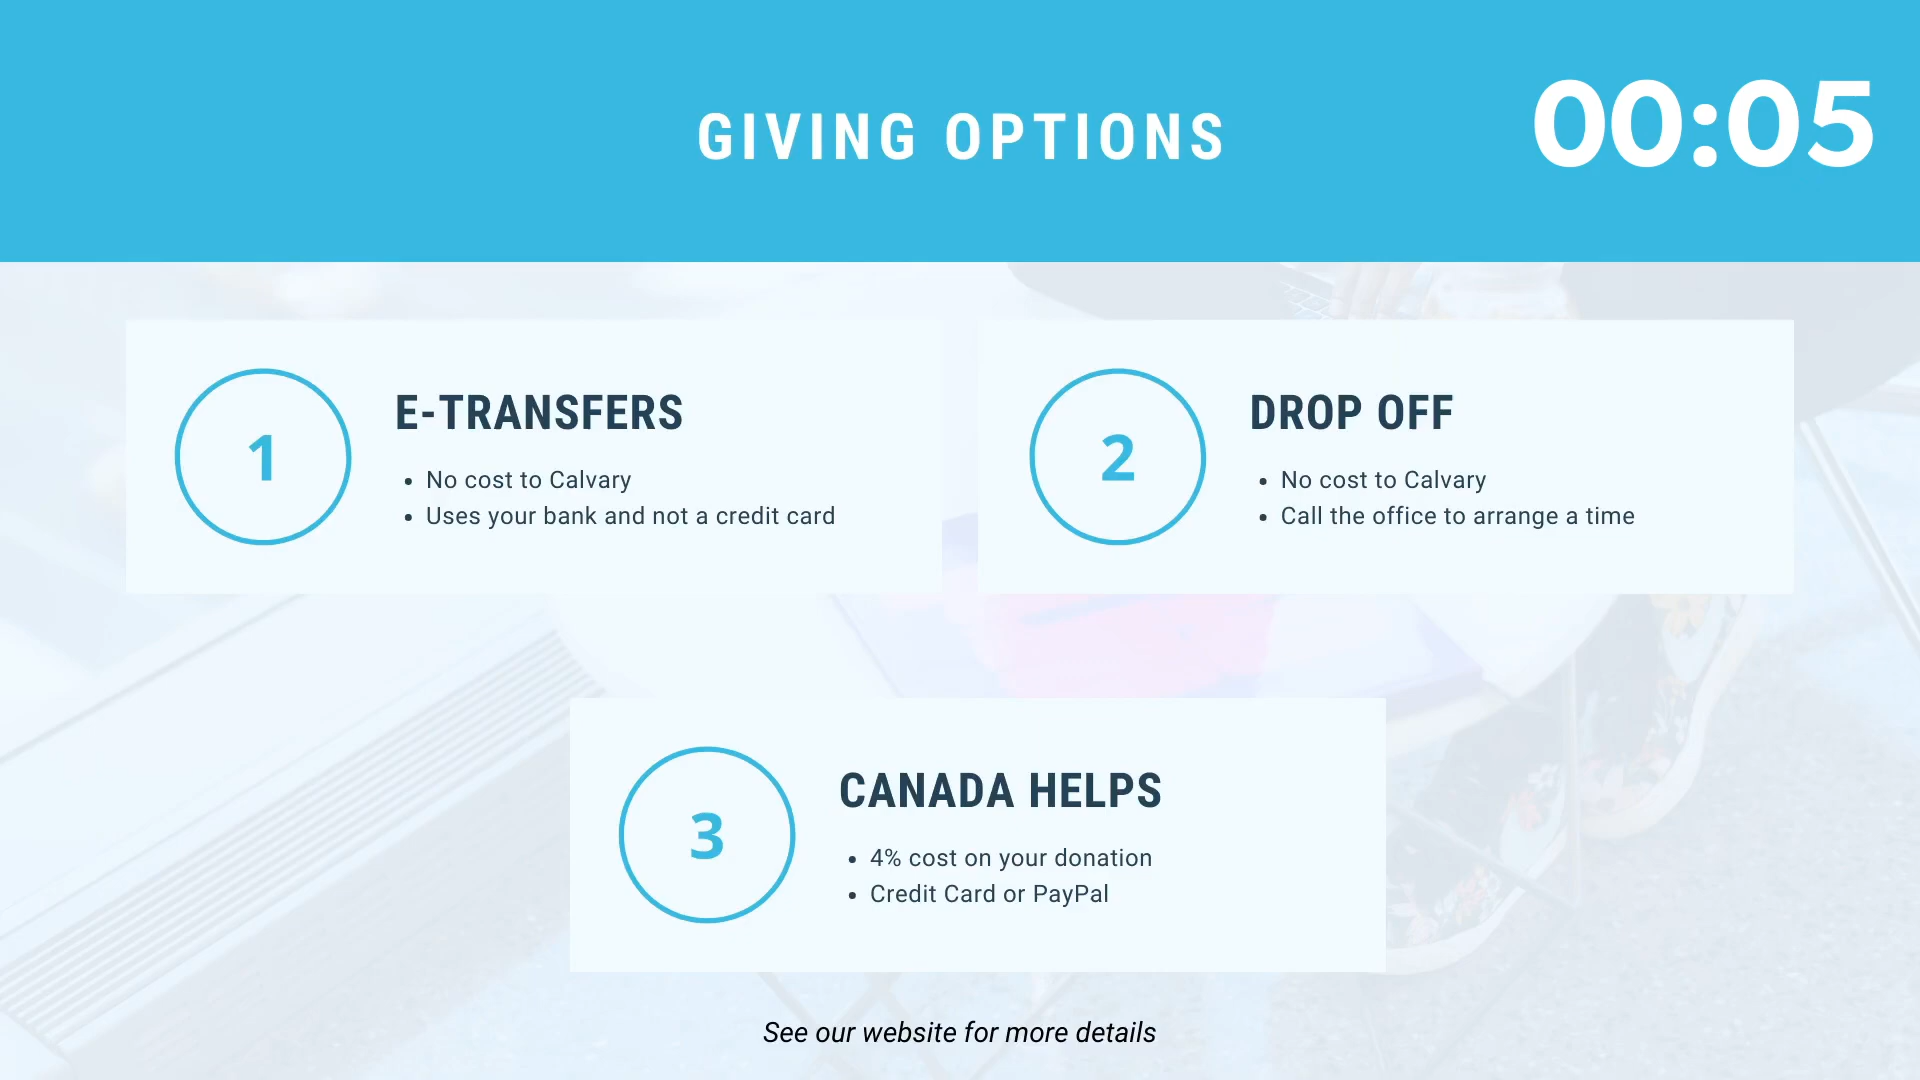 GIVING OPTIONS
00:05
1
E-TRANSFERS
• No cost to Calvary
• Uses your bank and not a credit card
2
DROP OFF
• No cost to Calvary
• Call the office to arrange a time
3
CANADA HELPS
• 4% cost on your donation
• Credit Card or PayPal
See our website for more details